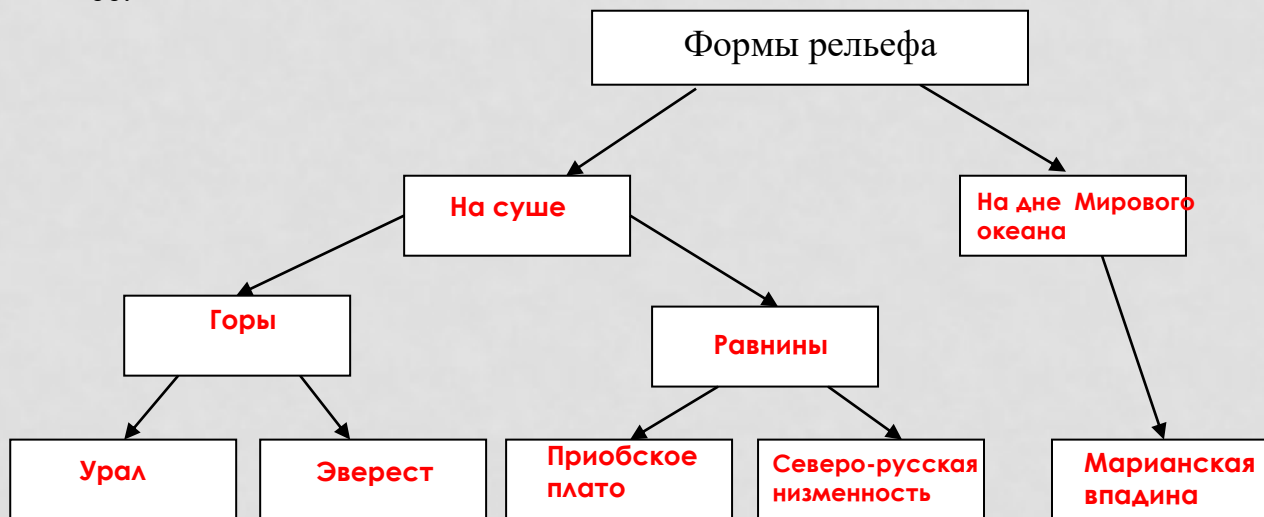 Формы рельефа
На суше
На дне Мирового
океана
Горы
Равнины
Урал
Эверест
Приобское
плато
Северо-русская
низменность
Марианская
впадина